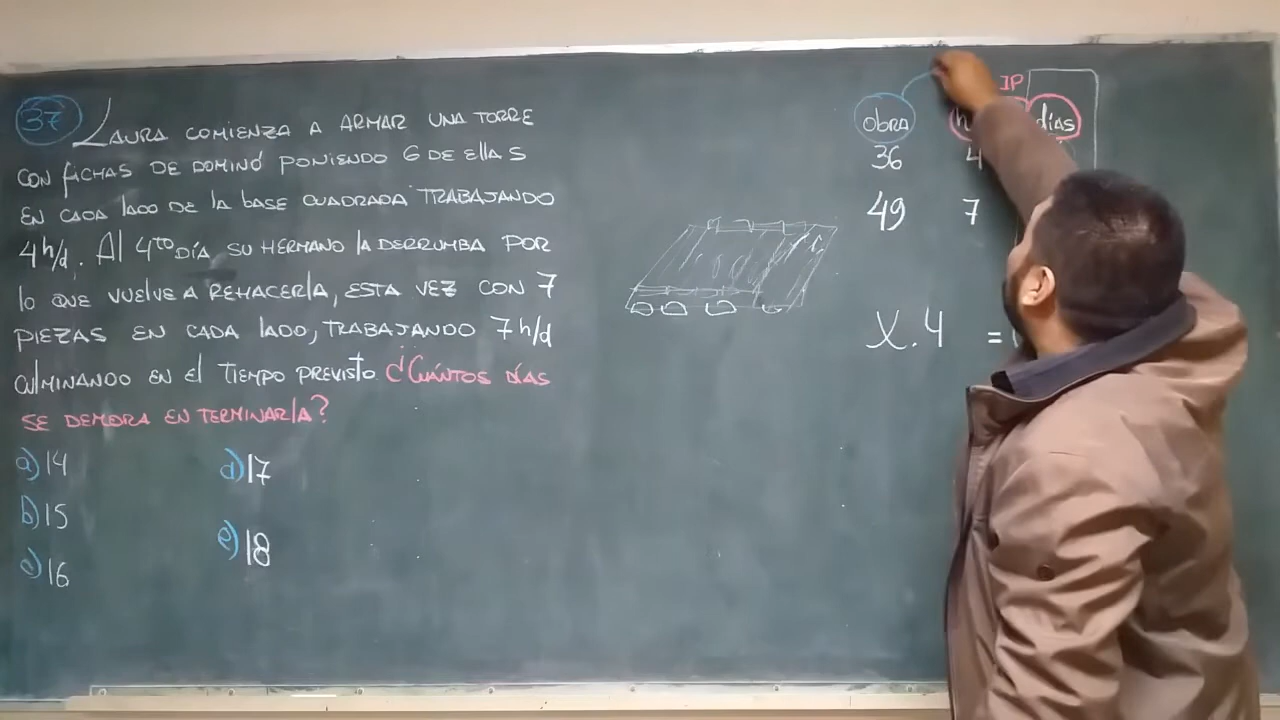 37 LAURA COMIENZA A ARMAR UNA TORRE
CON fICHAS DE DOMINÓ PONIENDO 6 DE EllAS
EN CADA lADO DE lA bASE CUADRADA TRABAJANDO
4h/d. Al 4to DÍA SU HERMANO lA DERRUMBA POR
lO QUE VUElVE A REHACERlA, ESTA VEZ CON 7
PIEZAS EN CADA lADO, TRABAJANDO 7h/d
CUlMINANDO EN El TIEMPO PREVISTO ¿CUÁNTOS DÍAS
SE DEMORA EN TERMINARlA?
a) 14
d) 17
b) 15
e) 18
16
IP
ObRA
días
36
4
49
7
X.4 =